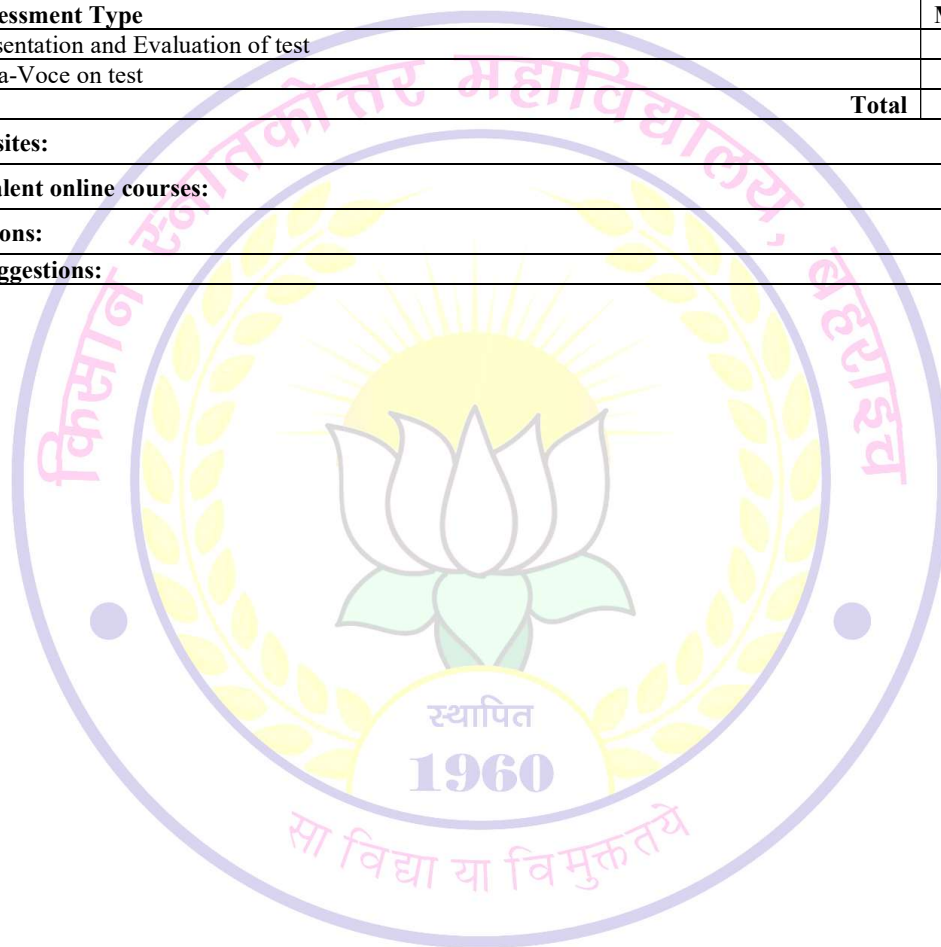 essment Type M
sentation and Evaluation of test
a-Voce on test
Total
sites:
alent online courses:
ons:
ggestions:
किसान स्नातकोत्तर महाविद्यालय, बहराइच
स्थापित
1960
सा विद्या या विमुक्तये